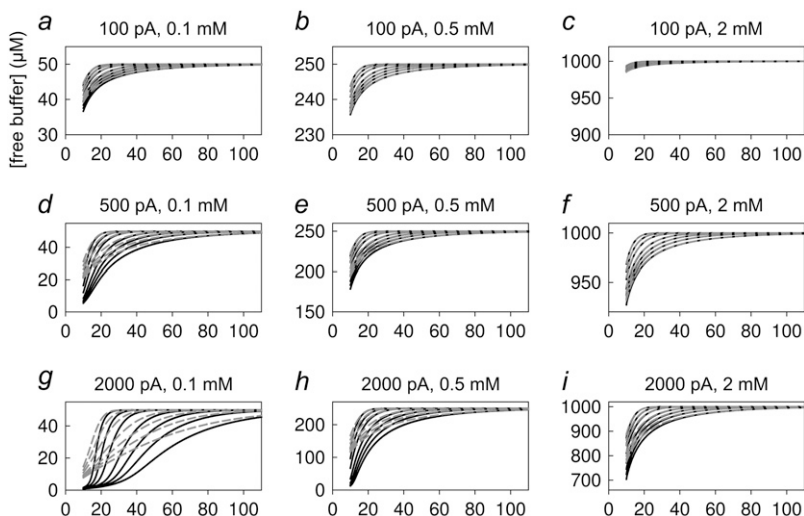 a 100 pA, 0.1 mM
b 100 pA, 0.5 mM
c 100 pA, 2 mM
[free buffer] (µM)
50
40
30
0 20 40 60 80 100
250
240
230
0 20 40 60 80 100
1000
950
900
0 20 40 60 80 100
d 500 pA, 0.1 mM
e 500 pA, 0.5 mM
f 500 pA, 2 mM
40
20
0
0 20 40 60 80 100
250
200
150
0 20 40 60 80 100
1000
950
0 20 40 60 80 100
g 2000 pA, 0.1 mM
h 2000 pA, 0.5 mM
i 2000 pA, 2 mM
40
20
0
0 20 40 60 80 100
200
100
0
0 20 40 60 80 100
1000
900
800
700
0 20 40 60 80 100